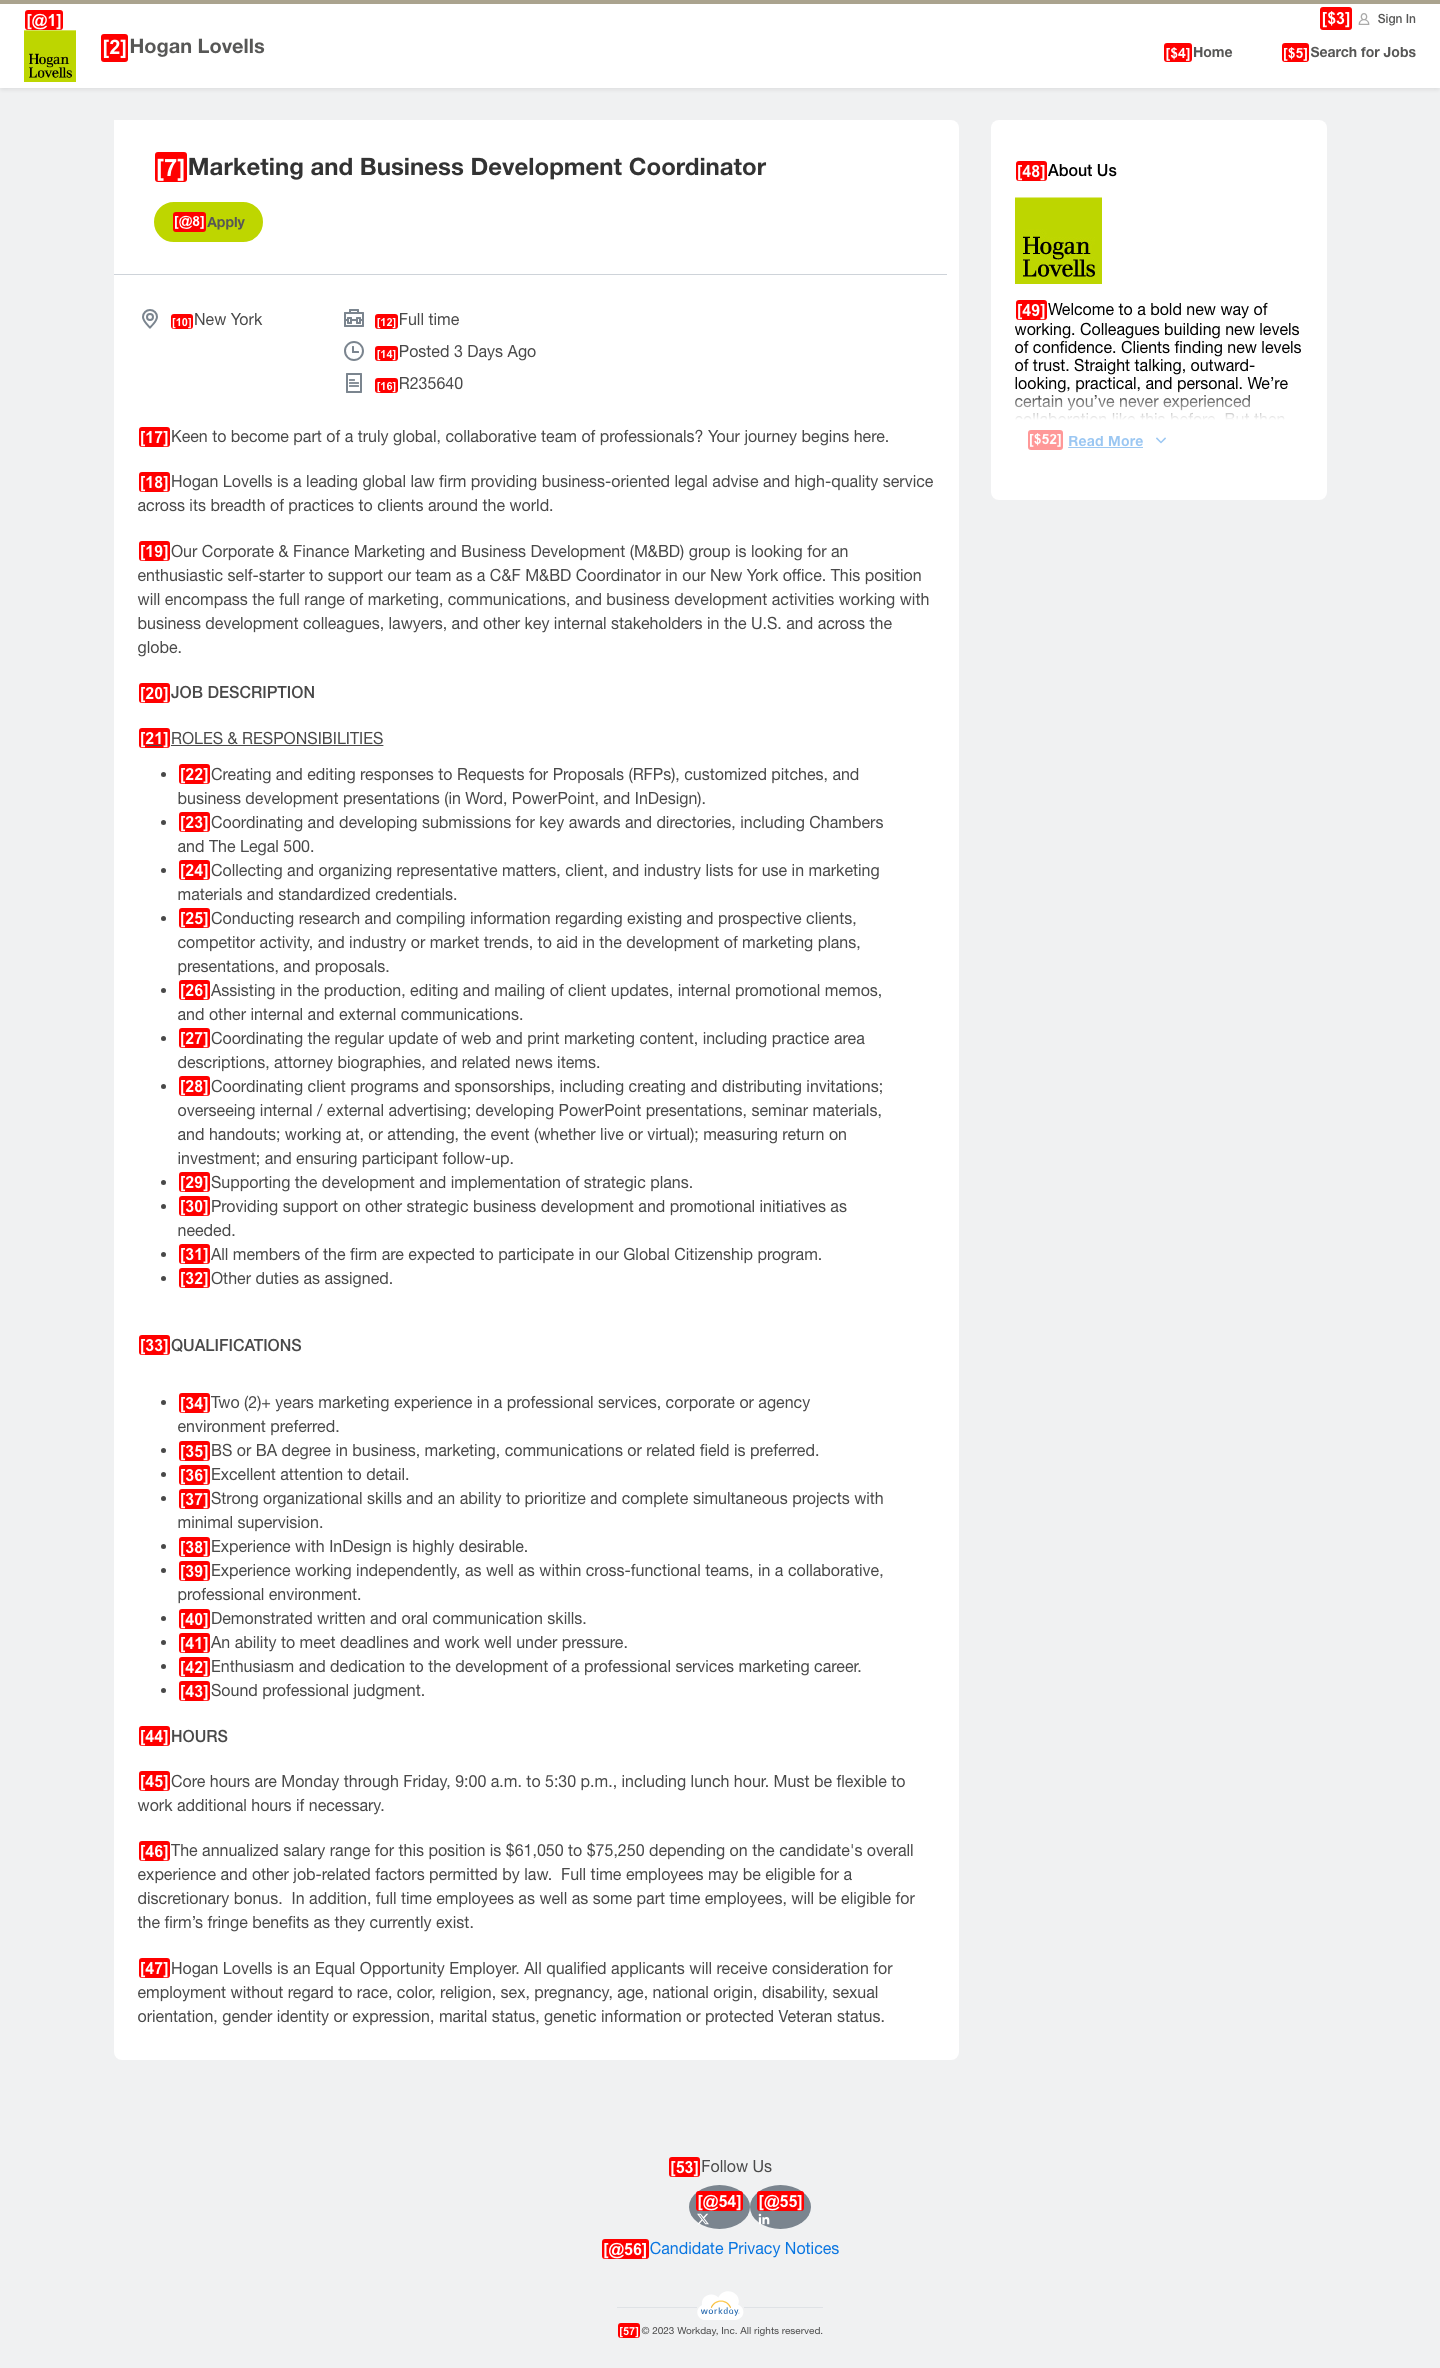 [@1]
Hogan
Lovells
[2]Hogan Lovells
[$3] Sign In
[$4]Home
[$5]Search for Jobs
[7]Marketing and Business Development Coordinator
[@8]Apply
[10]New York
[12]Full time
[14]Posted 3 Days Ago
[16]R235640
[17]Keen to become part of a truly global, collaborative team of professionals? Your journey begins here.
[18]Hogan Lovells is a leading global law firm providing business-oriented legal advise and high-quality service
across its breadth of practices to clients around the world.
[19]Our Corporate & Finance Marketing and Business Development (M&BD) group is looking for an
enthusiastic self-starter to support our team as a C&F M&BD Coordinator in our New York office. This position
will encompass the full range of marketing, communications, and business development activities working with
business development colleagues, lawyers, and other key internal stakeholders in the U.S. and across the
globe.
[20]JOB DESCRIPTION
[21]ROLES & RESPONSIBILITIES
• [22]Creating and editing responses to Requests for Proposals (RFPs), customized pitches, and
business development presentations (in Word, PowerPoint, and InDesign).
• [23]Coordinating and developing submissions for key awards and directories, including Chambers
and The Legal 500.
• [24]Collecting and organizing representative matters, client, and industry lists for use in marketing
materials and standardized credentials.
• [25]Conducting research and compiling information regarding existing and prospective clients,
competitor activity, and industry or market trends, to aid in the development of marketing plans,
presentations, and proposals.
• [26]Assisting in the production, editing and mailing of client updates, internal promotional memos,
and other internal and external communications.
• [27]Coordinating the regular update of web and print marketing content, including practice area
descriptions, attorney biographies, and related news items.
• [28]Coordinating client programs and sponsorships, including creating and distributing invitations;
overseeing internal / external advertising; developing PowerPoint presentations, seminar materials,
and handouts; working at, or attending, the event (whether live or virtual); measuring return on
investment; and ensuring participant follow-up.
• [29]Supporting the development and implementation of strategic plans.
• [30]Providing support on other strategic business development and promotional initiatives as
needed.
• [31]All members of the firm are expected to participate in our Global Citizenship program.
• [32]Other duties as assigned.
[33]QUALIFICATIONS
• [34]Two (2)+ years marketing experience in a professional services, corporate or agency
environment preferred.
• [35]BS or BA degree in business, marketing, communications or related field is preferred.
• [36]Excellent attention to detail.
• [37]Strong organizational skills and an ability to prioritize and complete simultaneous projects with
minimal supervision.
• [38]Experience with InDesign is highly desirable.
• [39]Experience working independently, as well as within cross-functional teams, in a collaborative,
professional environment.
• [40]Demonstrated written and oral communication skills.
• [41]An ability to meet deadlines and work well under pressure.
• [42]Enthusiasm and dedication to the development of a professional services marketing career.
• [43]Sound professional judgment.
[44]HOURS
[45]Core hours are Monday through Friday, 9:00 a.m. to 5:30 p.m., including lunch hour. Must be flexible to
work additional hours if necessary.
[46]The annualized salary range for this position is $61,050 to $75,250 depending on the candidate's overall
experience and other job-related factors permitted by law.  Full time employees may be eligible for a
discretionary bonus.  In addition, full time employees as well as some part time employees, will be eligible for
the firm’s fringe benefits as they currently exist.
[47]Hogan Lovells is an Equal Opportunity Employer. All qualified applicants will receive consideration for
employment without regard to race, color, religion, sex, pregnancy, age, national origin, disability, sexual
orientation, gender identity or expression, marital status, genetic information or protected Veteran status.
[48]About Us
Hogan
Lovells
[49]Welcome to a bold new way of
working. Colleagues building new levels
of confidence. Clients finding new levels
of trust. Straight talking, outward-
looking, practical, and personal. We’re
certain you’ve never experienced
collaboration like this before. But then
[$52] Read More
[53]Follow Us
[@54] [@55]
[@56]Candidate Privacy Notices
workday
[57] © 2023 Workday, Inc. All rights reserved.